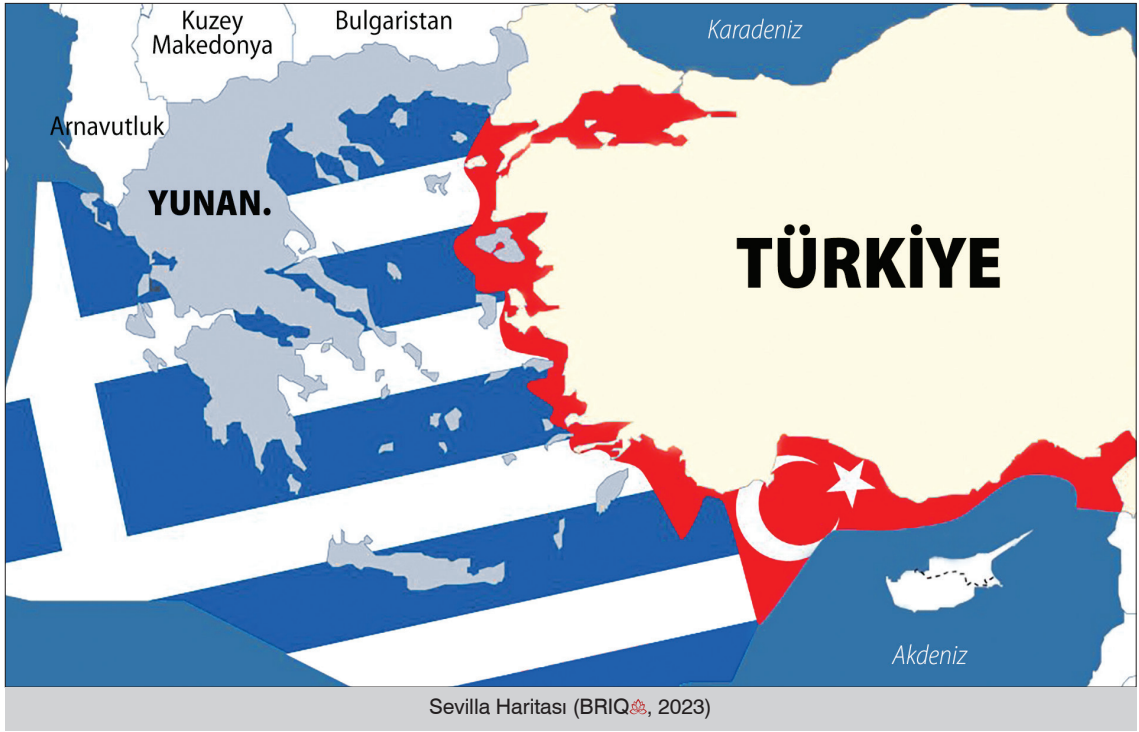 Kuzey
Makedonya
Bulgaristan
Karadeniz
Arnavutluk
YUNAN.
TÜRKİYE
Akdeniz
Sevilla Haritası (BRIQ, 2023)